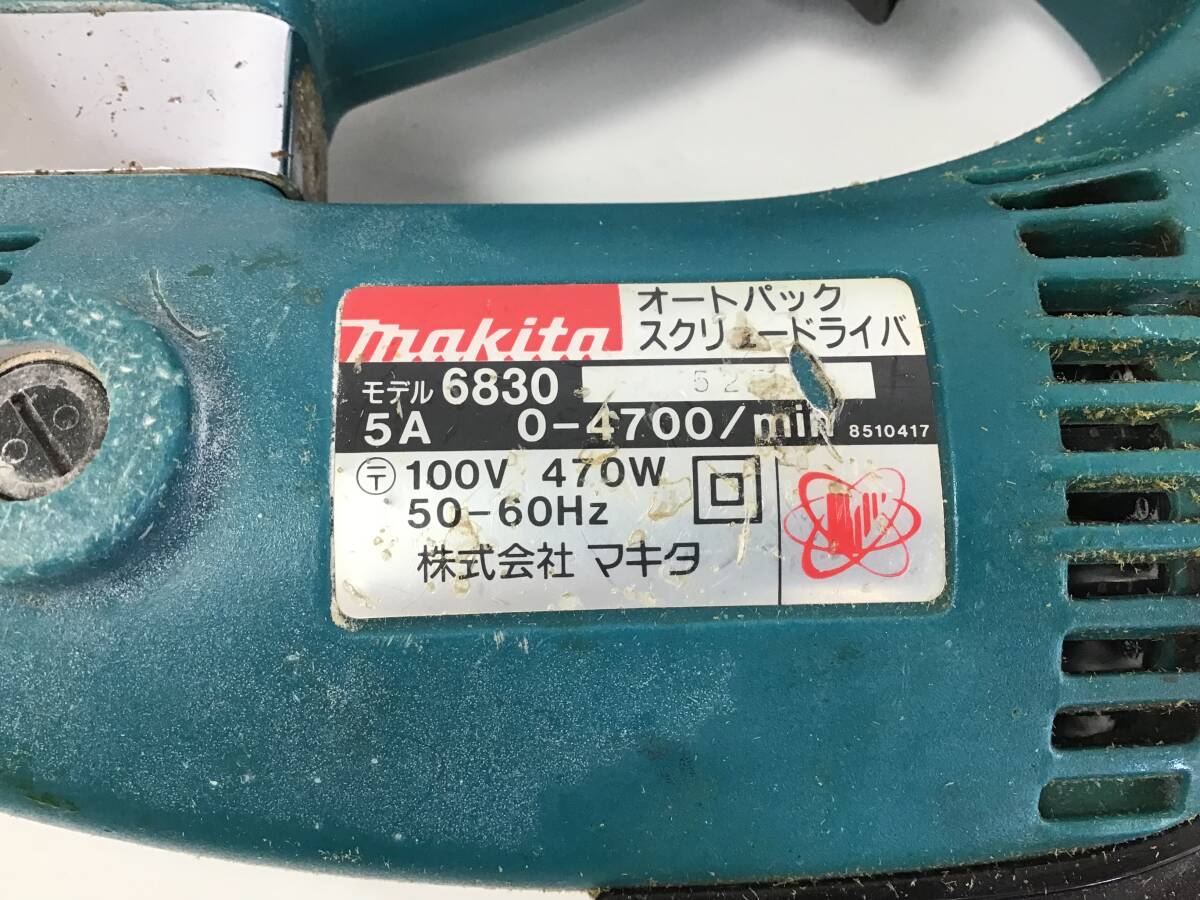 makita
オートパック
スクリュードライバ
モデル 6830
5A 0-4700/min 8510417
〒 100V 470W
50-60Hz
株式会社 マキタ